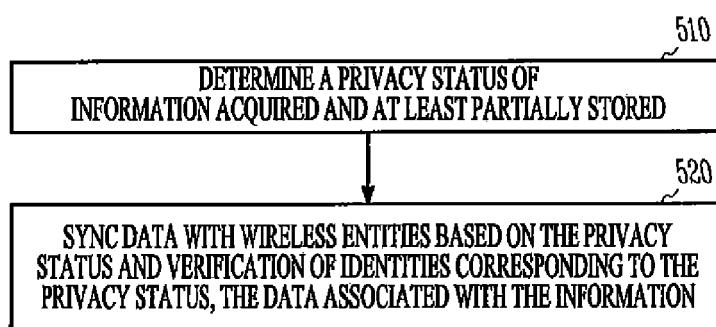 510
DETERMINE A PRIVACY STATUS OF
INFORMATION ACQUIRED AND AT LEAST PARTIALLY STORED
520
SYNC DATA WITH WIRELESS ENTITIES BASED ON THE PRIVACY
STATUS AND VERIFICATION OF IDENTITIES CORRESPONDING TO THE
PRIVACY STATUS, THE DATA ASSOCIATED WITH THE INFORMATION